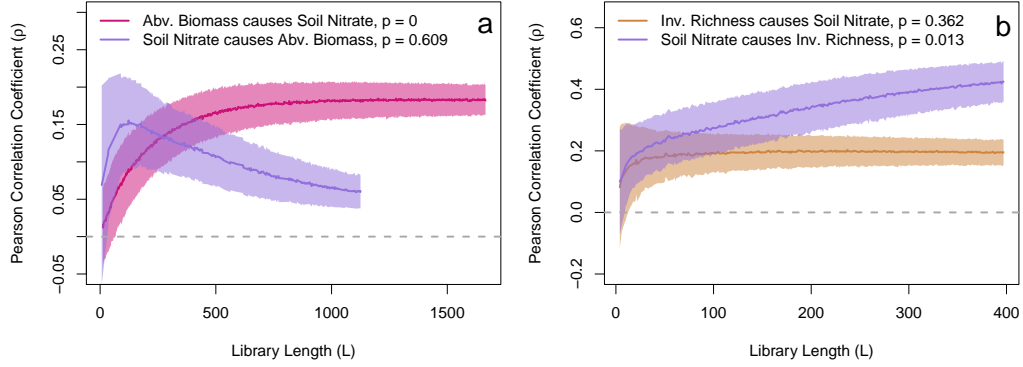 Abv. Biomass causes Soil Nitrate, p = 0
Soil Nitrate causes Abv. Biomass, p = 0.609
a
Pearson Correlation Coefficient (ρ)
0.25
0.15
0.05
−0.05
0
500
1000
1500
Library Length (L)
Inv. Richness causes Soil Nitrate, p = 0.362
Soil Nitrate causes Inv. Richness, p = 0.013
b
Pearson Correlation Coefficient (ρ)
0.6
0.4
0.2
0.0
−0.2
0
100
200
300
400
Library Length (L)